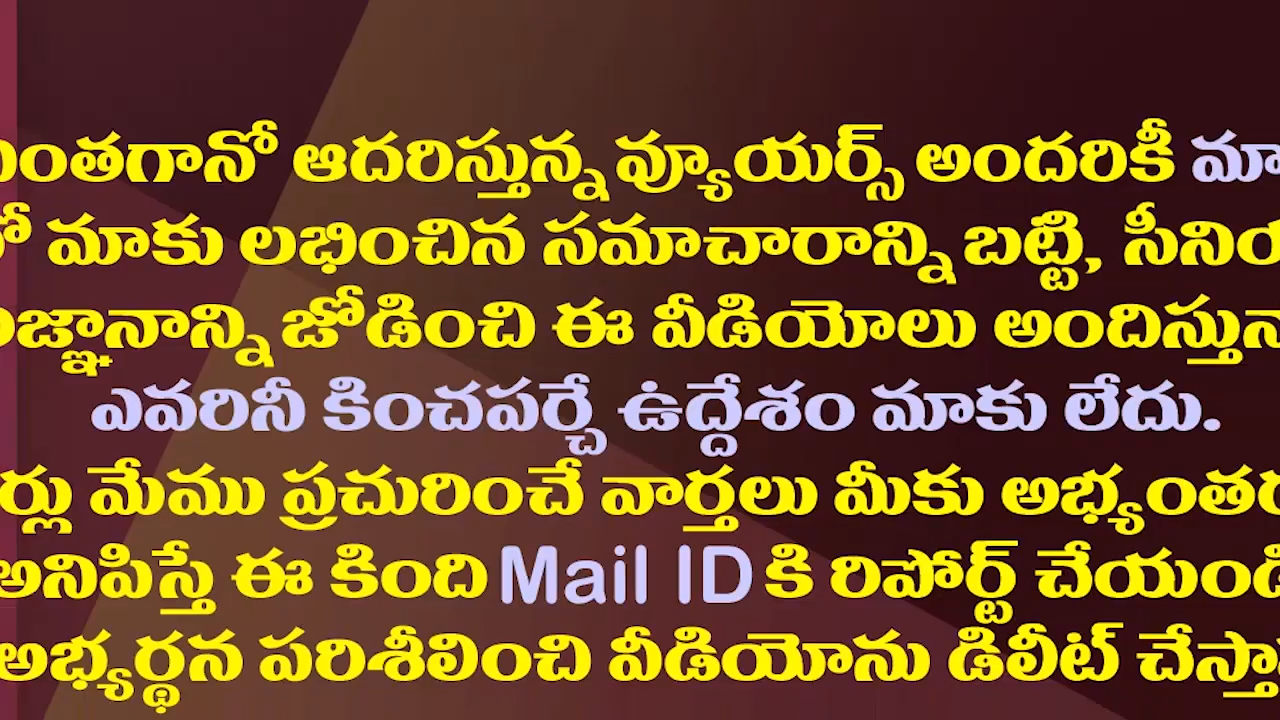 ఎంతగానో ఆదరిస్తున్న వ్యూయర్స్ అందరికీ మా
మాకు లభించిన సమాచారాన్ని బట్టి, సీనియ
జ్ఞానాన్ని జోడించి ఈ వీడియోలు అందిస్తున్నా
ఎవరినీ కించపర్చే ఉద్దేశం మాకు లేదు.
మేము ప్రచురించే వార్తలు మీకు అభ్యంతర
అనిపిస్తే ఈ కింది Mail ID కి రిపోర్ట్ చేయండి
అభ్యర్థన పరిశీలించి వీడియోను డిలీట్ చేస్తా